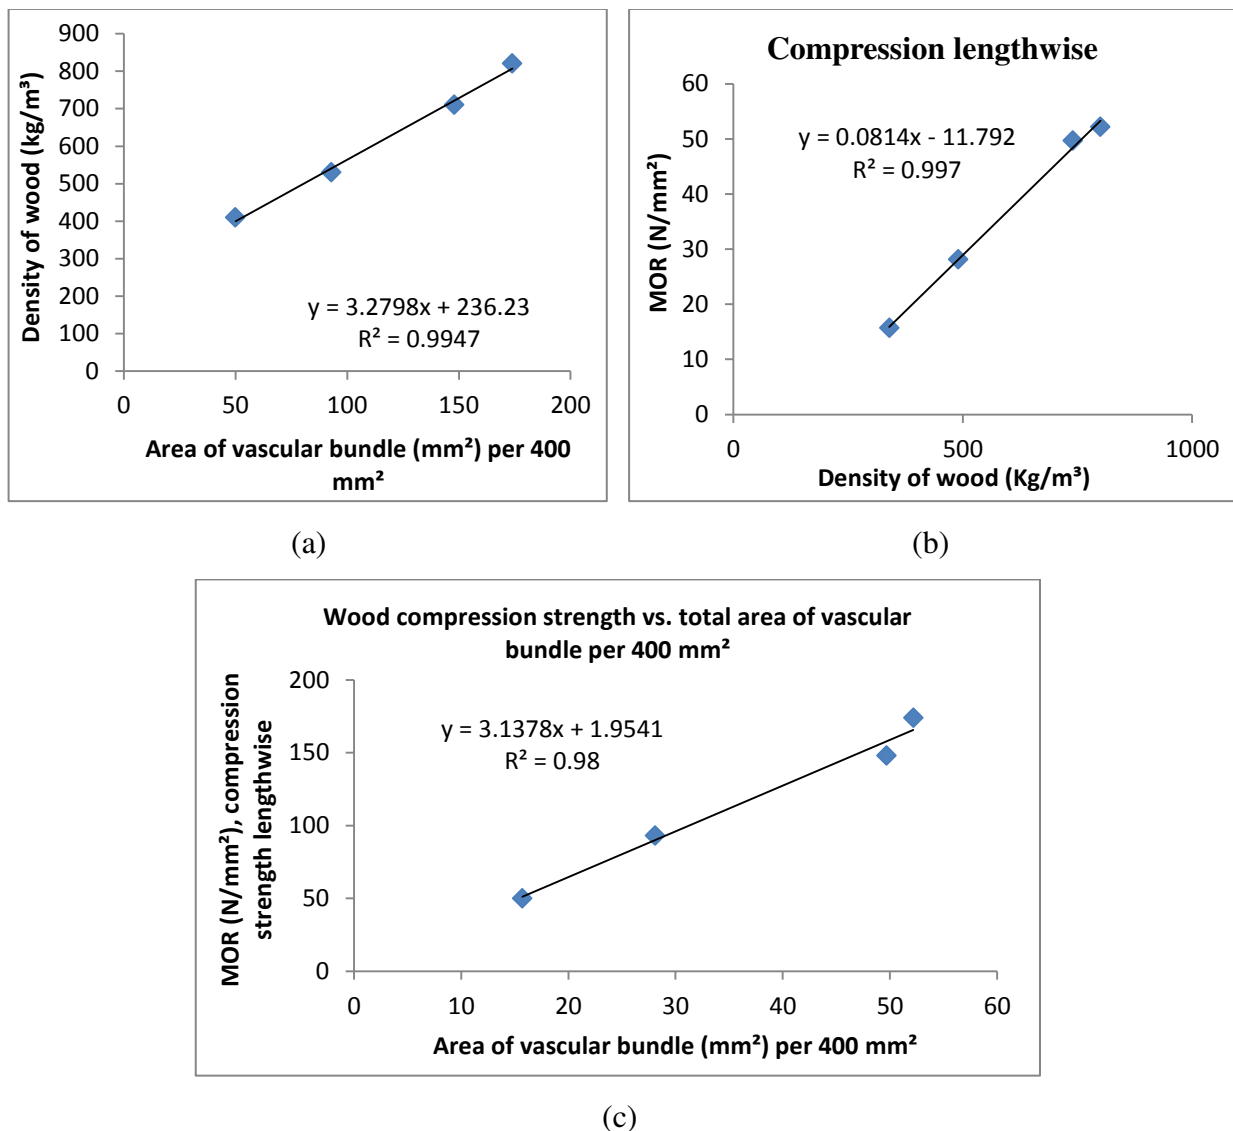 900
800
700
600
500
400
300
200
100
0
Density of wood (kg/m³)
y = 3.2798x + 236.23
R² = 0.9947
0 50 100 150 200
Area of vascular bundle (mm²) per 400
mm²
(a)
Compression lengthwise
60
50
40
30
20
10
0
MOR (N/mm²)
y = 0.0814x - 11.792
R² = 0.997
0 500 1000
Density of wood (Kg/m³)
(b)
Wood compression strength vs. total area of vascular
bundle per 400 mm²
200
150
100
50
0
MOR (N/mm²), compression
strength lengthwise
y = 3.1378x + 1.9541
R² = 0.98
0 10 20 30 40 50 60
Area of vascular bundle (mm²) per 400 mm²
(c)